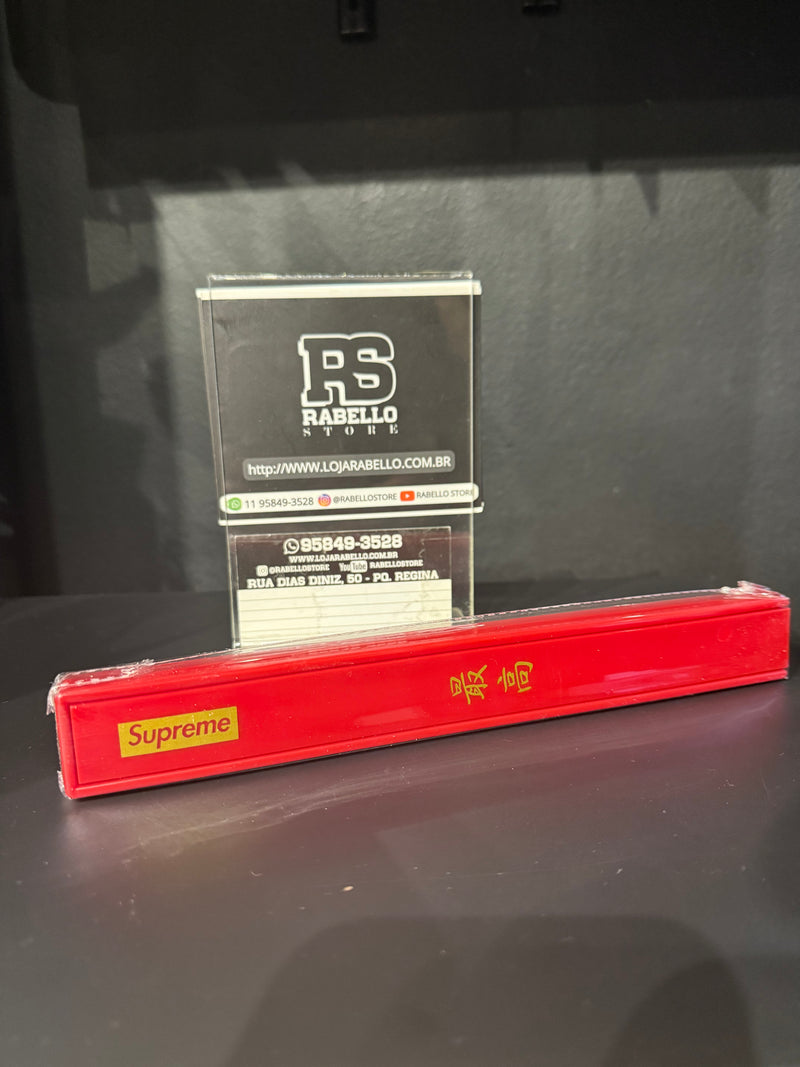 RS
RABELLO
STORE
http://WWW.LOJARABELLO.COM.BR
11 95849-3528 @RABELLOSTORE RABELLO STORE
95849-3528
WWW.LOJARABELLO.COM.BR
@RABELLOSTORE YouTube RABELLOSTORE
RUA DIAS DINIZ, 50 - PQ. REGINA
Supreme
最高